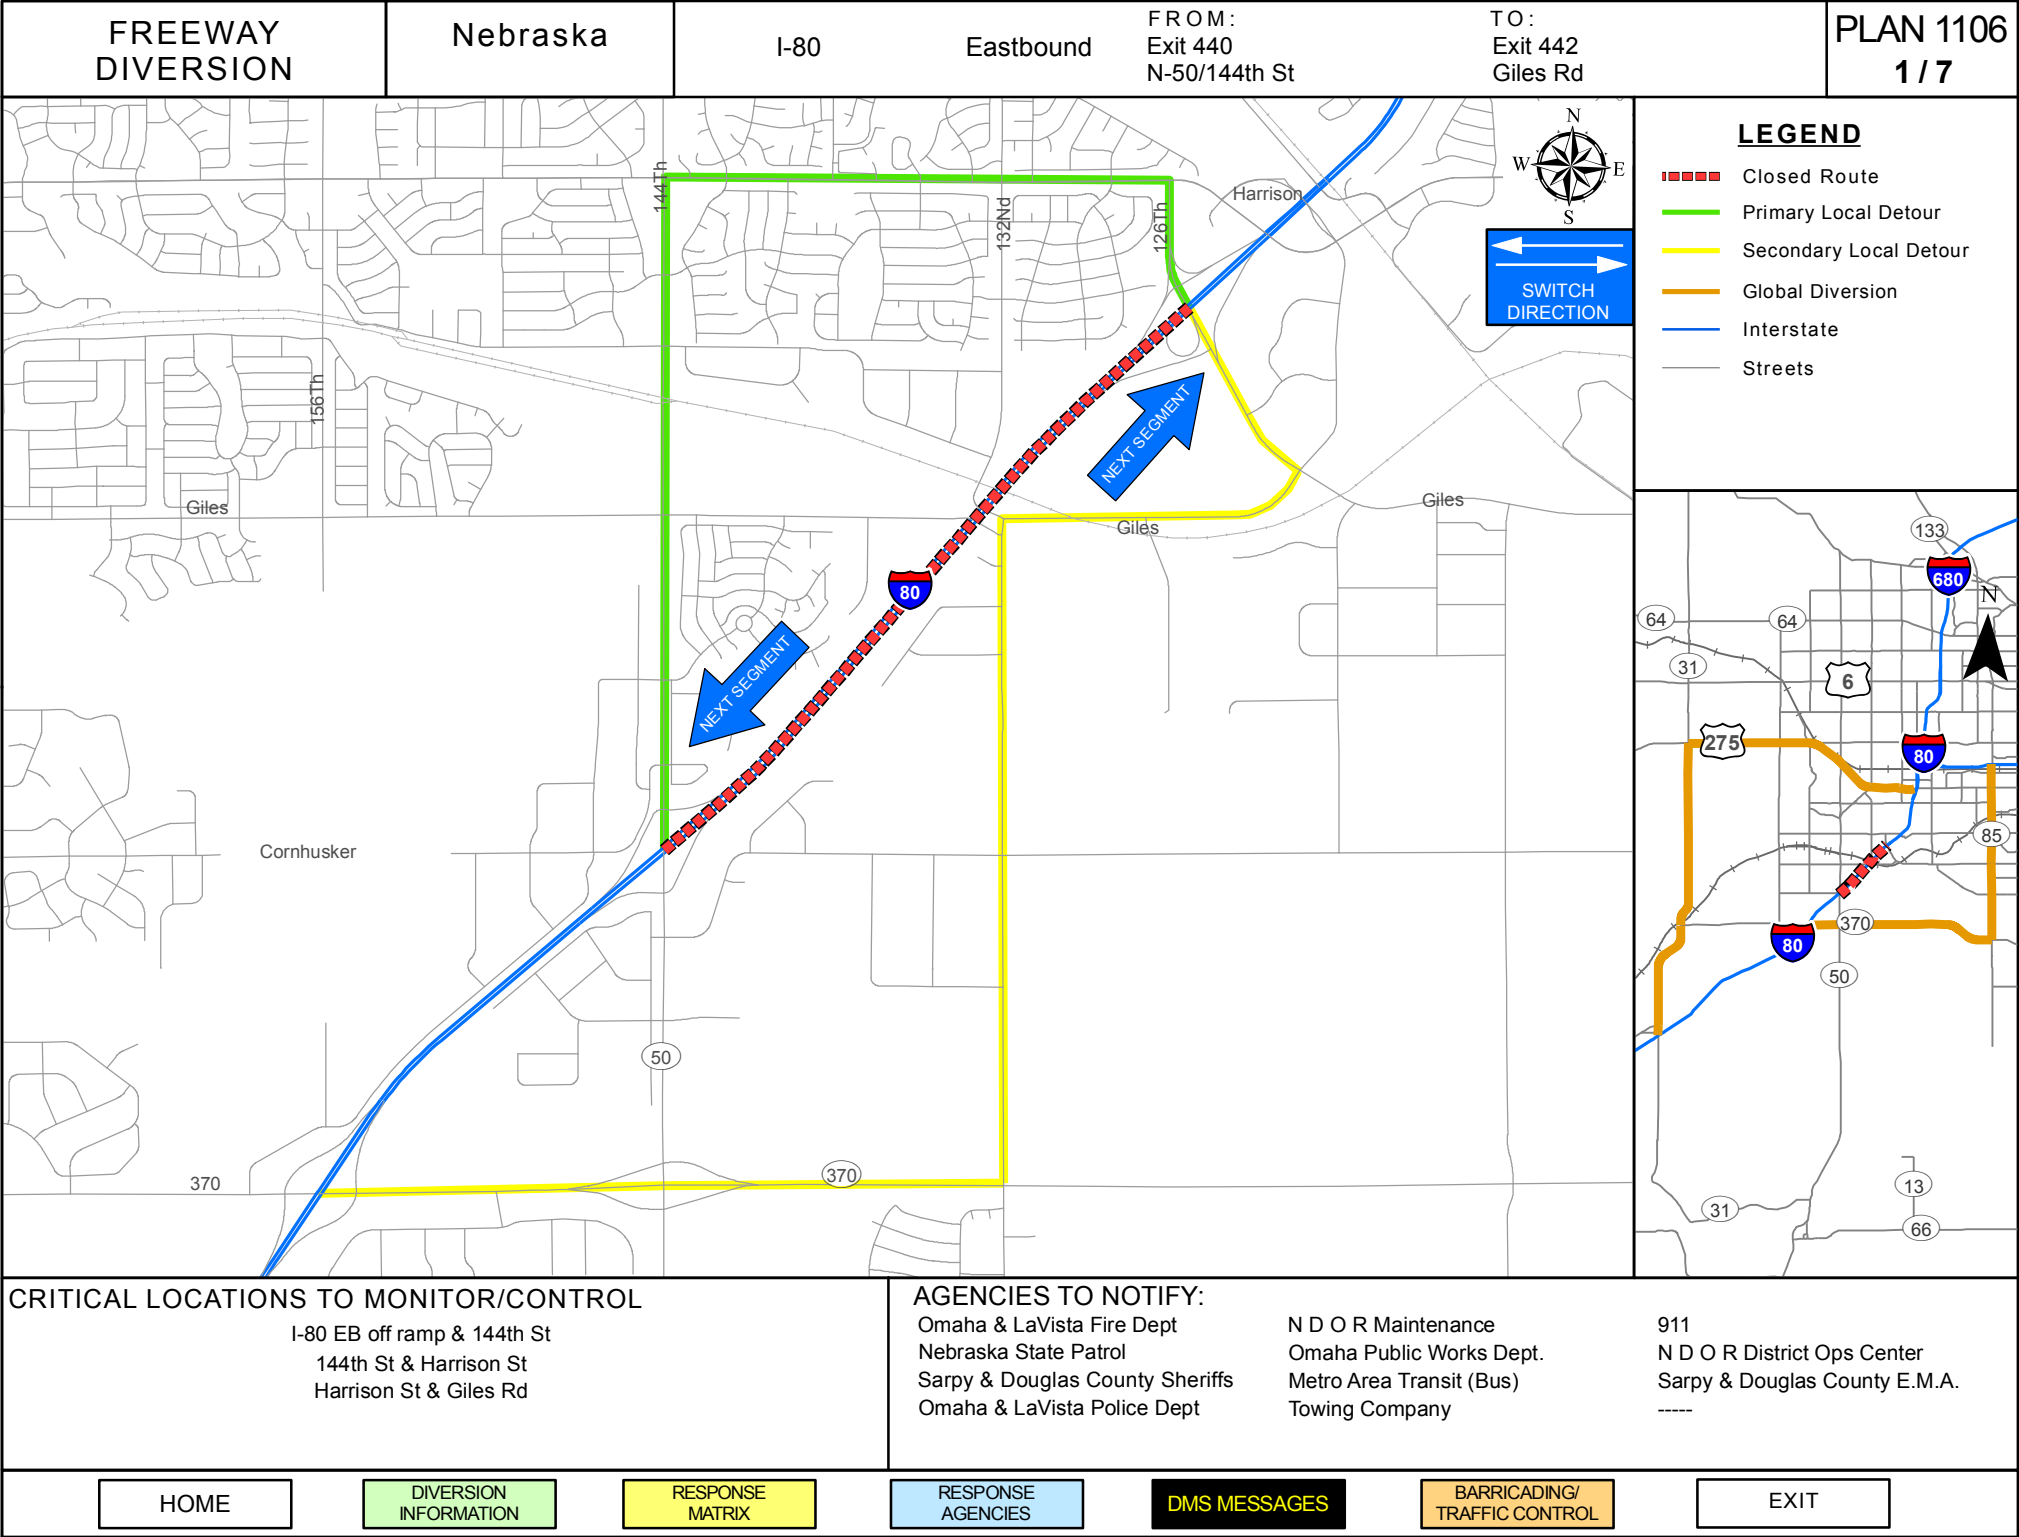 FREEWAY
DIVERSION
Nebraska
I-80
Eastbound
FROM:
Exit 440
N-50/144th St
TO:
Exit 442
Giles Rd
PLAN 1106
1 / 7
144Th
132Nd
126Th
Harrison
156Th
Giles
Giles
Giles
NEXT SEGMENT
80
NEXT SEGMENT
Cornhusker
50
370
370
N
W
E
S
SWITCH
DIRECTION
LEGEND
Closed Route
Primary Local Detour
Secondary Local Detour
Global Diversion
Interstate
Streets
133
680
N
64
64
31
6
275
80
85
370
80
50
13
31
66
CRITICAL LOCATIONS TO MONITOR/CONTROL
I-80 EB off ramp & 144th St
144th St & Harrison St
Harrison St & Giles Rd
AGENCIES TO NOTIFY:
Omaha & LaVista Fire Dept
Nebraska State Patrol
Sarpy & Douglas County Sheriffs
Omaha & LaVista Police Dept
N D O R Maintenance
Omaha Public Works Dept.
Metro Area Transit (Bus)
Towing Company
911
N D O R District Ops Center
Sarpy & Douglas County E.M.A.
-----
HOME
DIVERSION
INFORMATION
RESPONSE
MATRIX
RESPONSE
AGENCIES
DMS MESSAGES
BARRICADING/
TRAFFIC CONTROL
EXIT